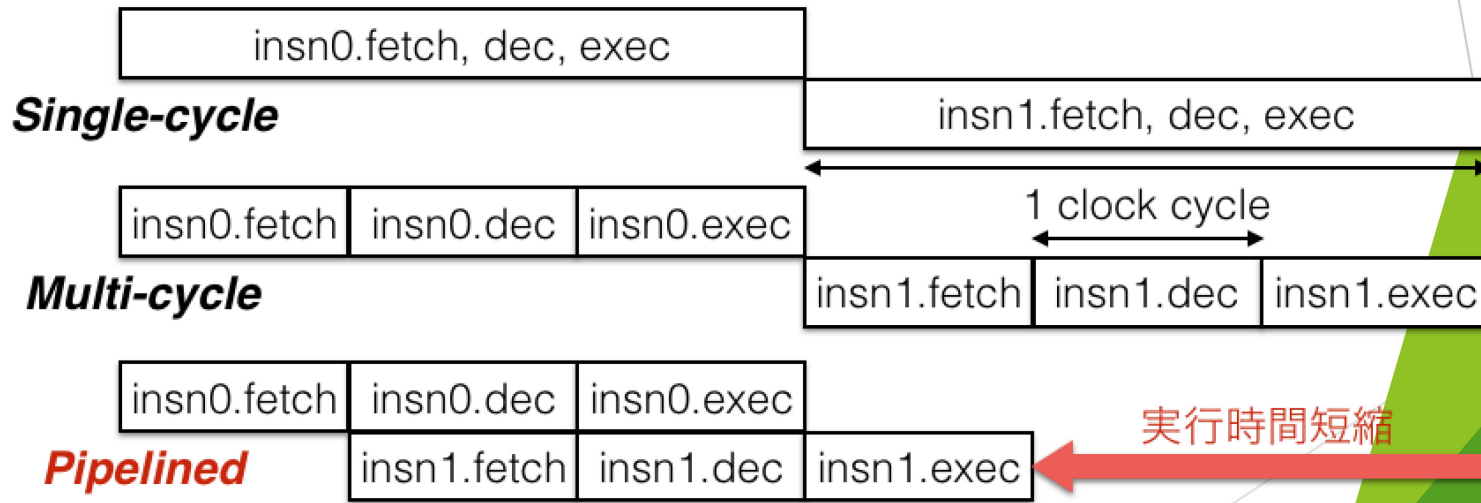 insn0.fetch, dec, exec
Single-cycle
insn1.fetch, dec, exec
1 clock cycle
insn0.fetch insn0.dec insn0.exec
Multi-cycle
insn1.fetch insn1.dec insn1.exec
insn0.fetch insn0.dec insn0.exec
実行時間短縮
Pipelined
insn1.fetch insn1.dec insn1.exec